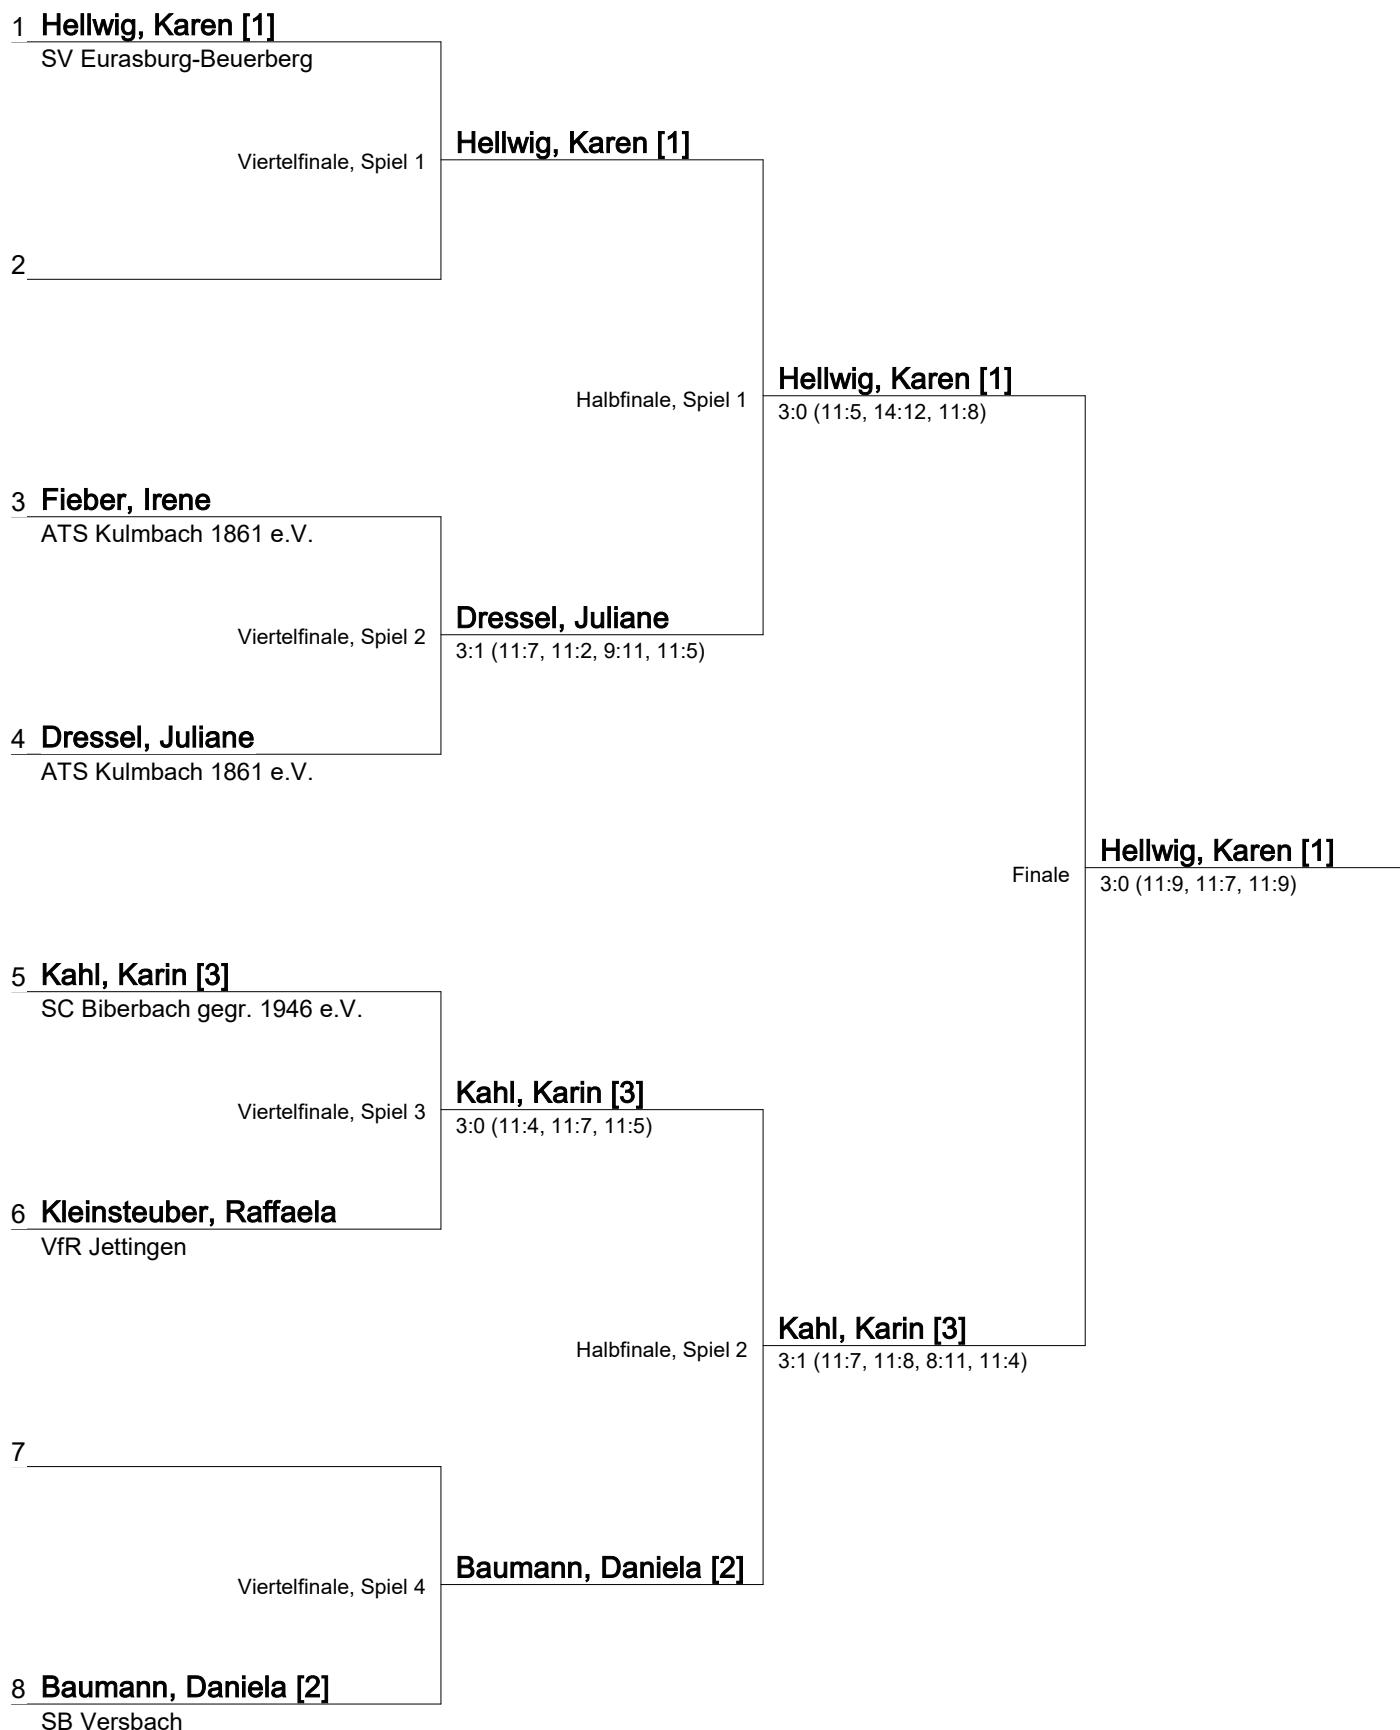 1 Hellwig, Karen [1]
SV Eurasburg-Beuerberg
Viertelfinale, Spiel 1
Hellwig, Karen [1]
2
Halbfinale, Spiel 1
Hellwig, Karen [1]
3:0 (11:5, 14:12, 11:8)
3 Fieber, Irene
ATS Kulmbach 1861 e.V.
Viertelfinale, Spiel 2
Dressel, Juliane
3:1 (11:7, 11:2, 9:11, 11:5)
4 Dressel, Juliane
ATS Kulmbach 1861 e.V.
Finale
Hellwig, Karen [1]
3:0 (11:9, 11:7, 11:9)
5 Kahl, Karin [3]
SC Biberbach gegr. 1946 e.V.
Viertelfinale, Spiel 3
Kahl, Karin [3]
3:0 (11:4, 11:7, 11:5)
6 Kleinsteuber, Raffaela
VfR Jettingen
Halbfinale, Spiel 2
Kahl, Karin [3]
3:1 (11:7, 11:8, 8:11, 11:4)
7
Viertelfinale, Spiel 4
Baumann, Daniela [2]
8 Baumann, Daniela [2]
SB Versbach